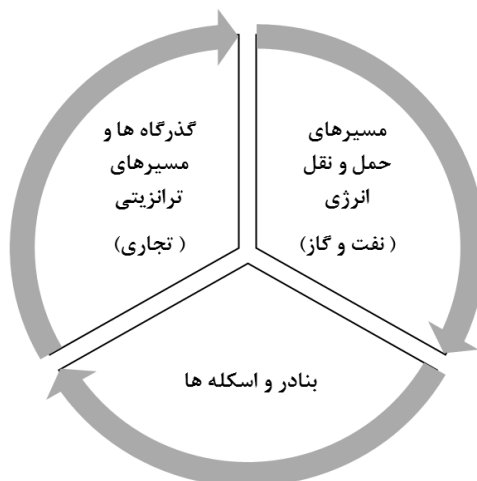 مسیرهای
حمل و نقل
انرژی
( نفت و گاز)
گذرگاه ها و
مسیرهای
ترانزیتی
( تجاری)
بنادر و اسکله ها